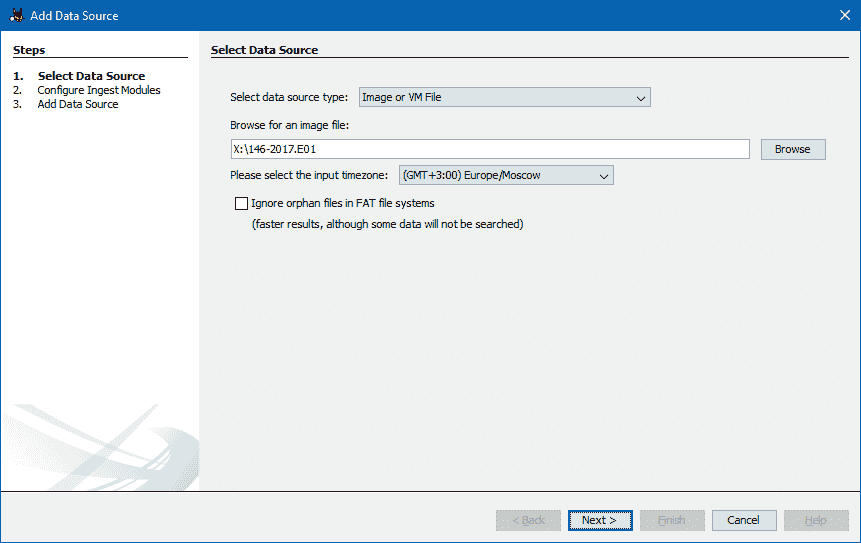 Add Data Source
Steps
1. Select Data Source
2. Configure Ingest Modules
3. Add Data Source
Select Data Source
Select data source type: Image or VM File
Browse for an image file:
X:\146-2017.E01 Browse
Please select the input timezone: (GMT+3:00) Europe/Moscow
Ignore orphan files in FAT file systems
(faster results, although some data will not be searched)
< Back Next > Finish Cancel Help